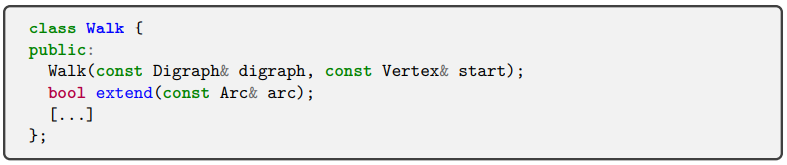 class Walk {
public:
  Walk(const Digraph& digraph, const Vertex& start);
  bool extend(const Arc& arc);
  [...]
};